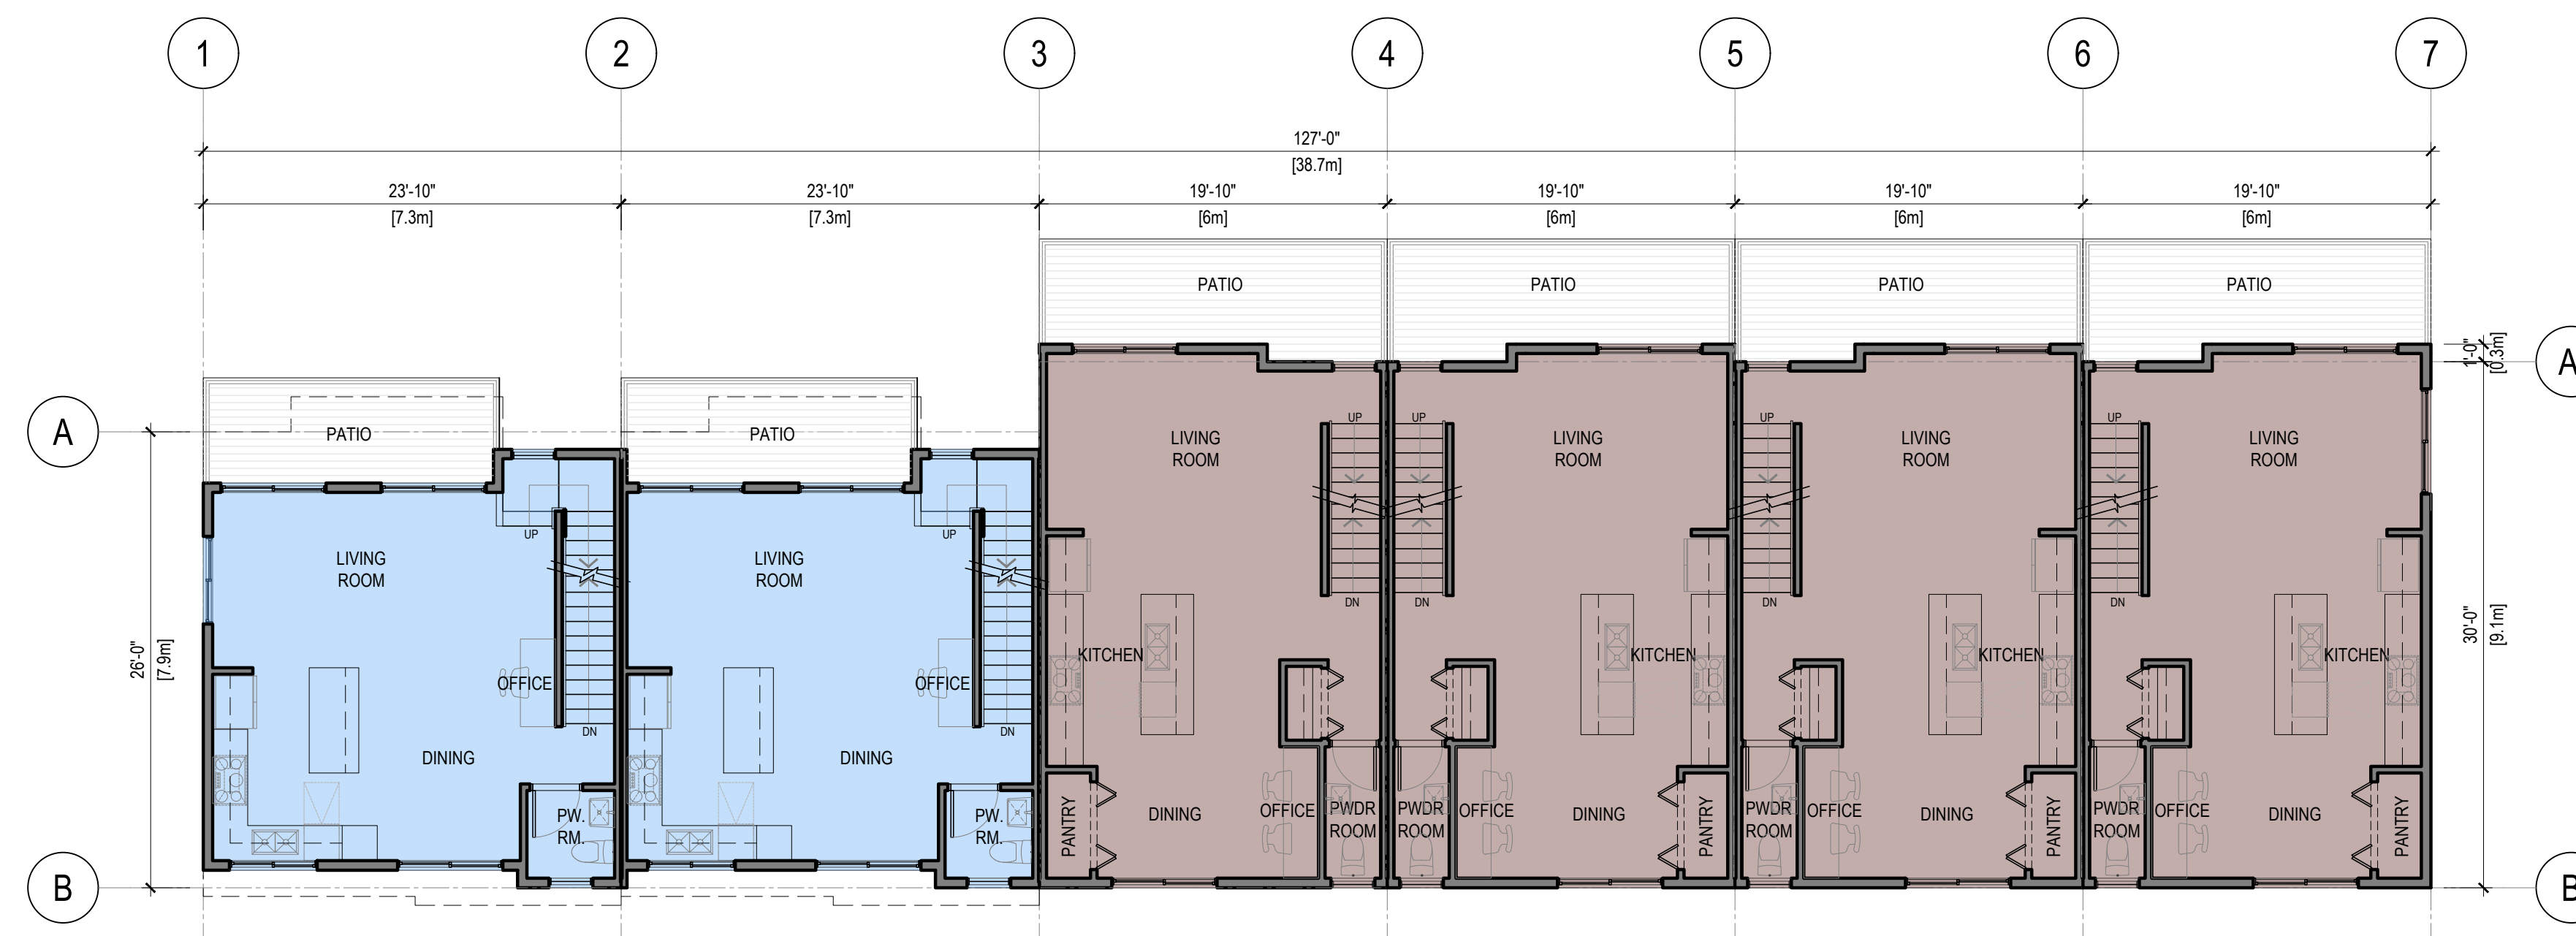 1 2 3 4 5 6 7
127'-0"
[38.7m]
23'-10" 23'-10" 19'-10" 19'-10" 19'-10" 19'-10"
[7.3m] [7.3m] [6m] [6m] [6m] [6m]
PATIO PATIO PATIO PATIO
1'-0"
[0.3m]
A
A
PATIO PATIO
UP UP UP UP
LIVING LIVING LIVING LIVING
ROOM ROOM ROOM ROOM
UP UP
LIVING LIVING
ROOM ROOM
DN DN DN DN
26'-0"
[7.9m]
30'-0"
[9.1m]
KITCHEN KITCHEN KITCHEN KITCHEN
OFFICE OFFICE
DN DN
DINING DINING
PW. PW.
RM. RM.
PANTRY DINING OFFICE PWDR PWDR OFFICE DINING PANTRY PWDR OFFICE DINING PANTRY PWDR OFFICE DINING PANTRY
ROOM ROOM ROOM ROOM
B
B